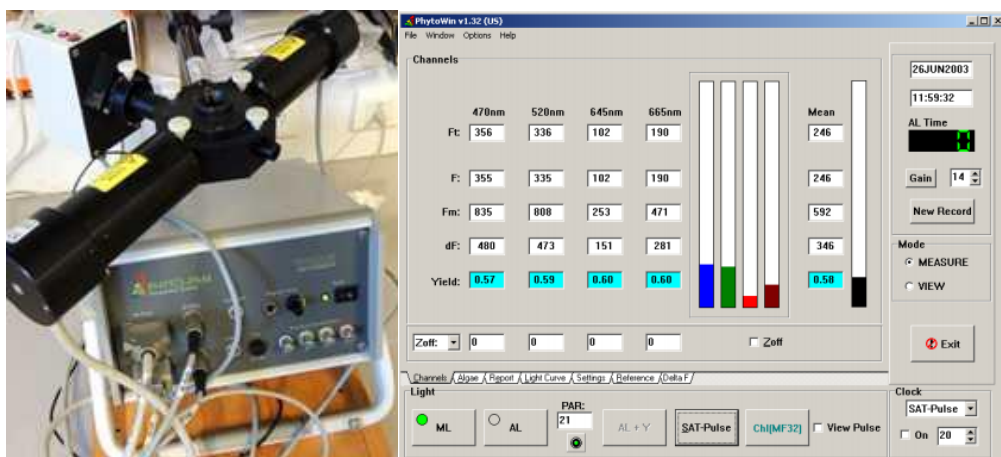 PhytoWin v1.32 (US)
File Window Options Help
Channels
470nm 520nm 645nm 665nm Mean
Ft: 356 336 102 190 246
F: 355 335 102 190 246
Fm: 835 808 253 471 592
dF: 480 473 151 281 346
Yield: 0.57 0.59 0.60 0.60 0.58
Zoff: 0 0 0 0 Zoff
Channels Algae Report Light Curve Settings Reference Delta F
26JUN2003
11:59:32
AL Time
0
Gain 14
New Record
Mode
MEASURE
VIEW
Exit
Light
ML AL PAR: 21 AL + Y SAT-Pulse Chl(MF32) View Pulse
Clock
SAT-Pulse
On 20